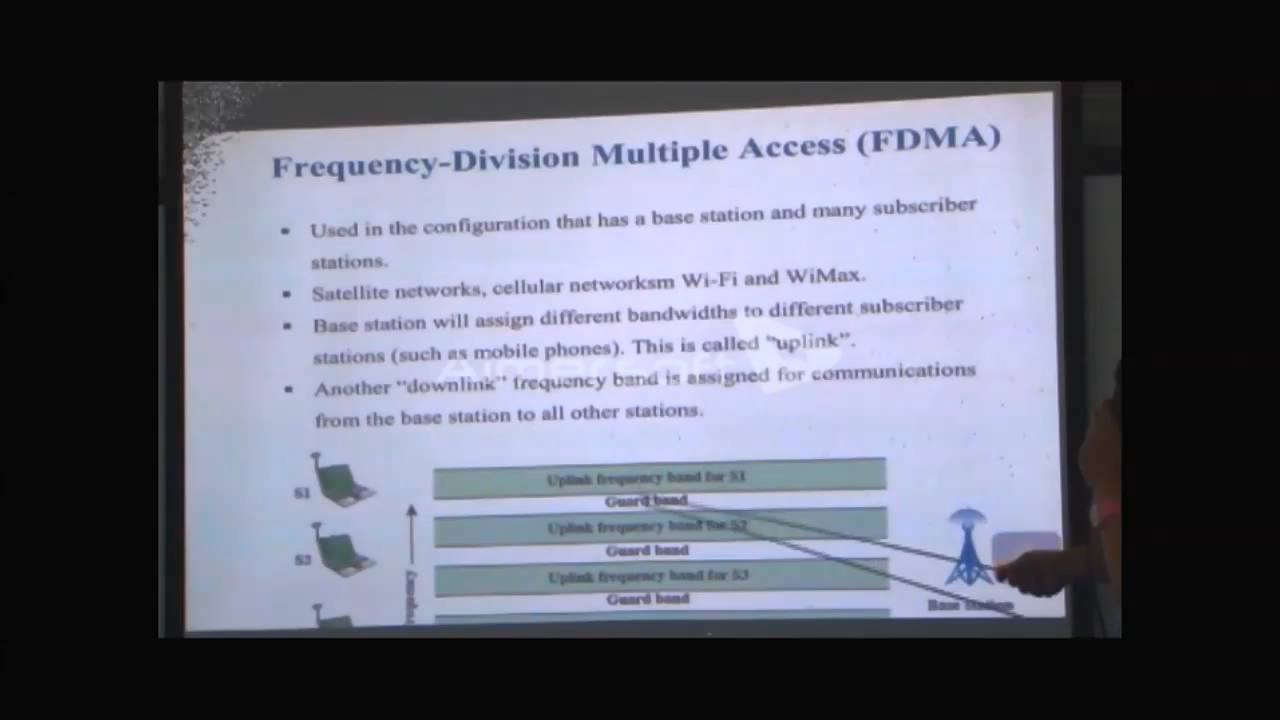 Frequency-Division Multiple Access (FDMA)
▪ Used in the configuration that has a base station and many subscriber
stations.
▪ Satellite networks, cellular networksm Wi-Fi and WiMax.
▪ Base station will assign different bandwidths to different subscriber
stations (such as mobile phones). This is called “uplink”.
▪ Another “downlink” frequency band is assigned for communications
from the base station to all other stations.
S1
Uplink frequency band for S1
Guard band
S2
Uplink frequency band for S2
Guard band
Uplink frequency band for S3
Guard band
Base Station